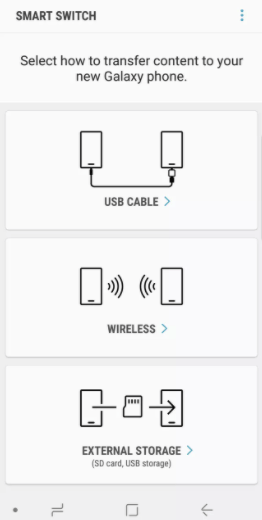 SMART SWITCH
Select how to transfer content to your
new Galaxy phone.
USB CABLE >
WIRELESS >
EXTERNAL STORAGE >
(SD card, USB storage)